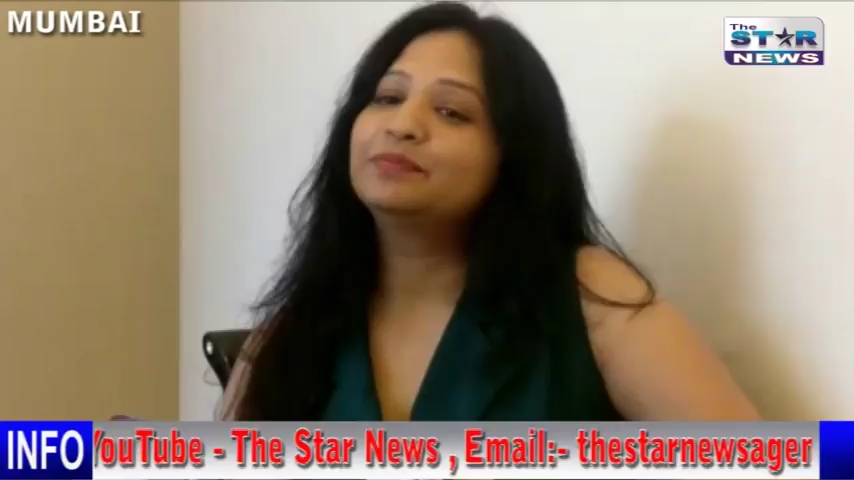 MUMBAI
The
STAR
NEWS
INFO
YouTube - The Star News , Email:- thestarnewsager